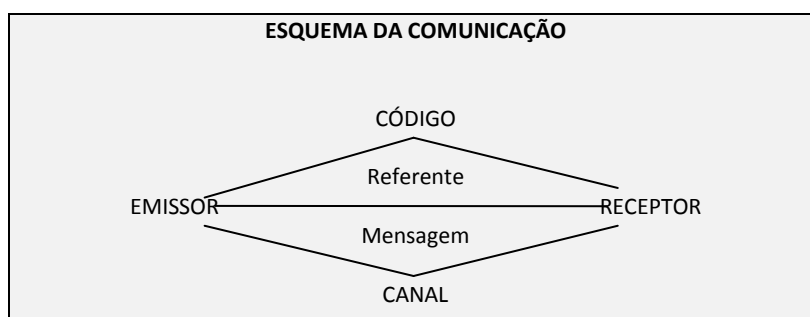 ESQUEMA DA COMUNICAÇÃO
CÓDIGO
Referente
EMISSOR RECEPTOR
Mensagem
CANAL